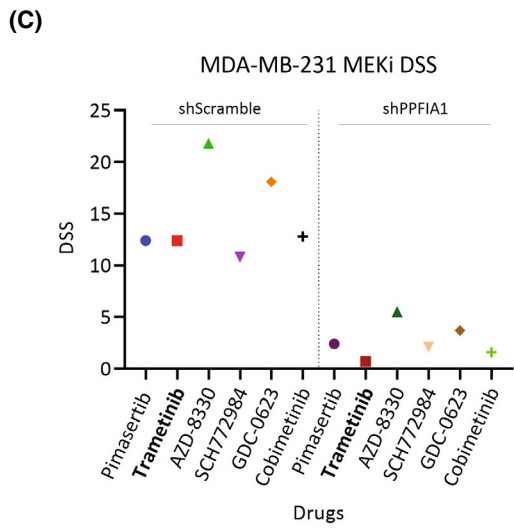 (C)
MDA-MB-231 MEKi DSS
shScramble shPPFIA1
25
20
15
10
5
0
DSS
Pimasertib
Trametinib
AZD-8330
SCH772984
GDC-0623
Cobimetinib
Pimasertib
Trametinib
AZD-8330
SCH772984
GDC-0623
Cobimetinib
Drugs